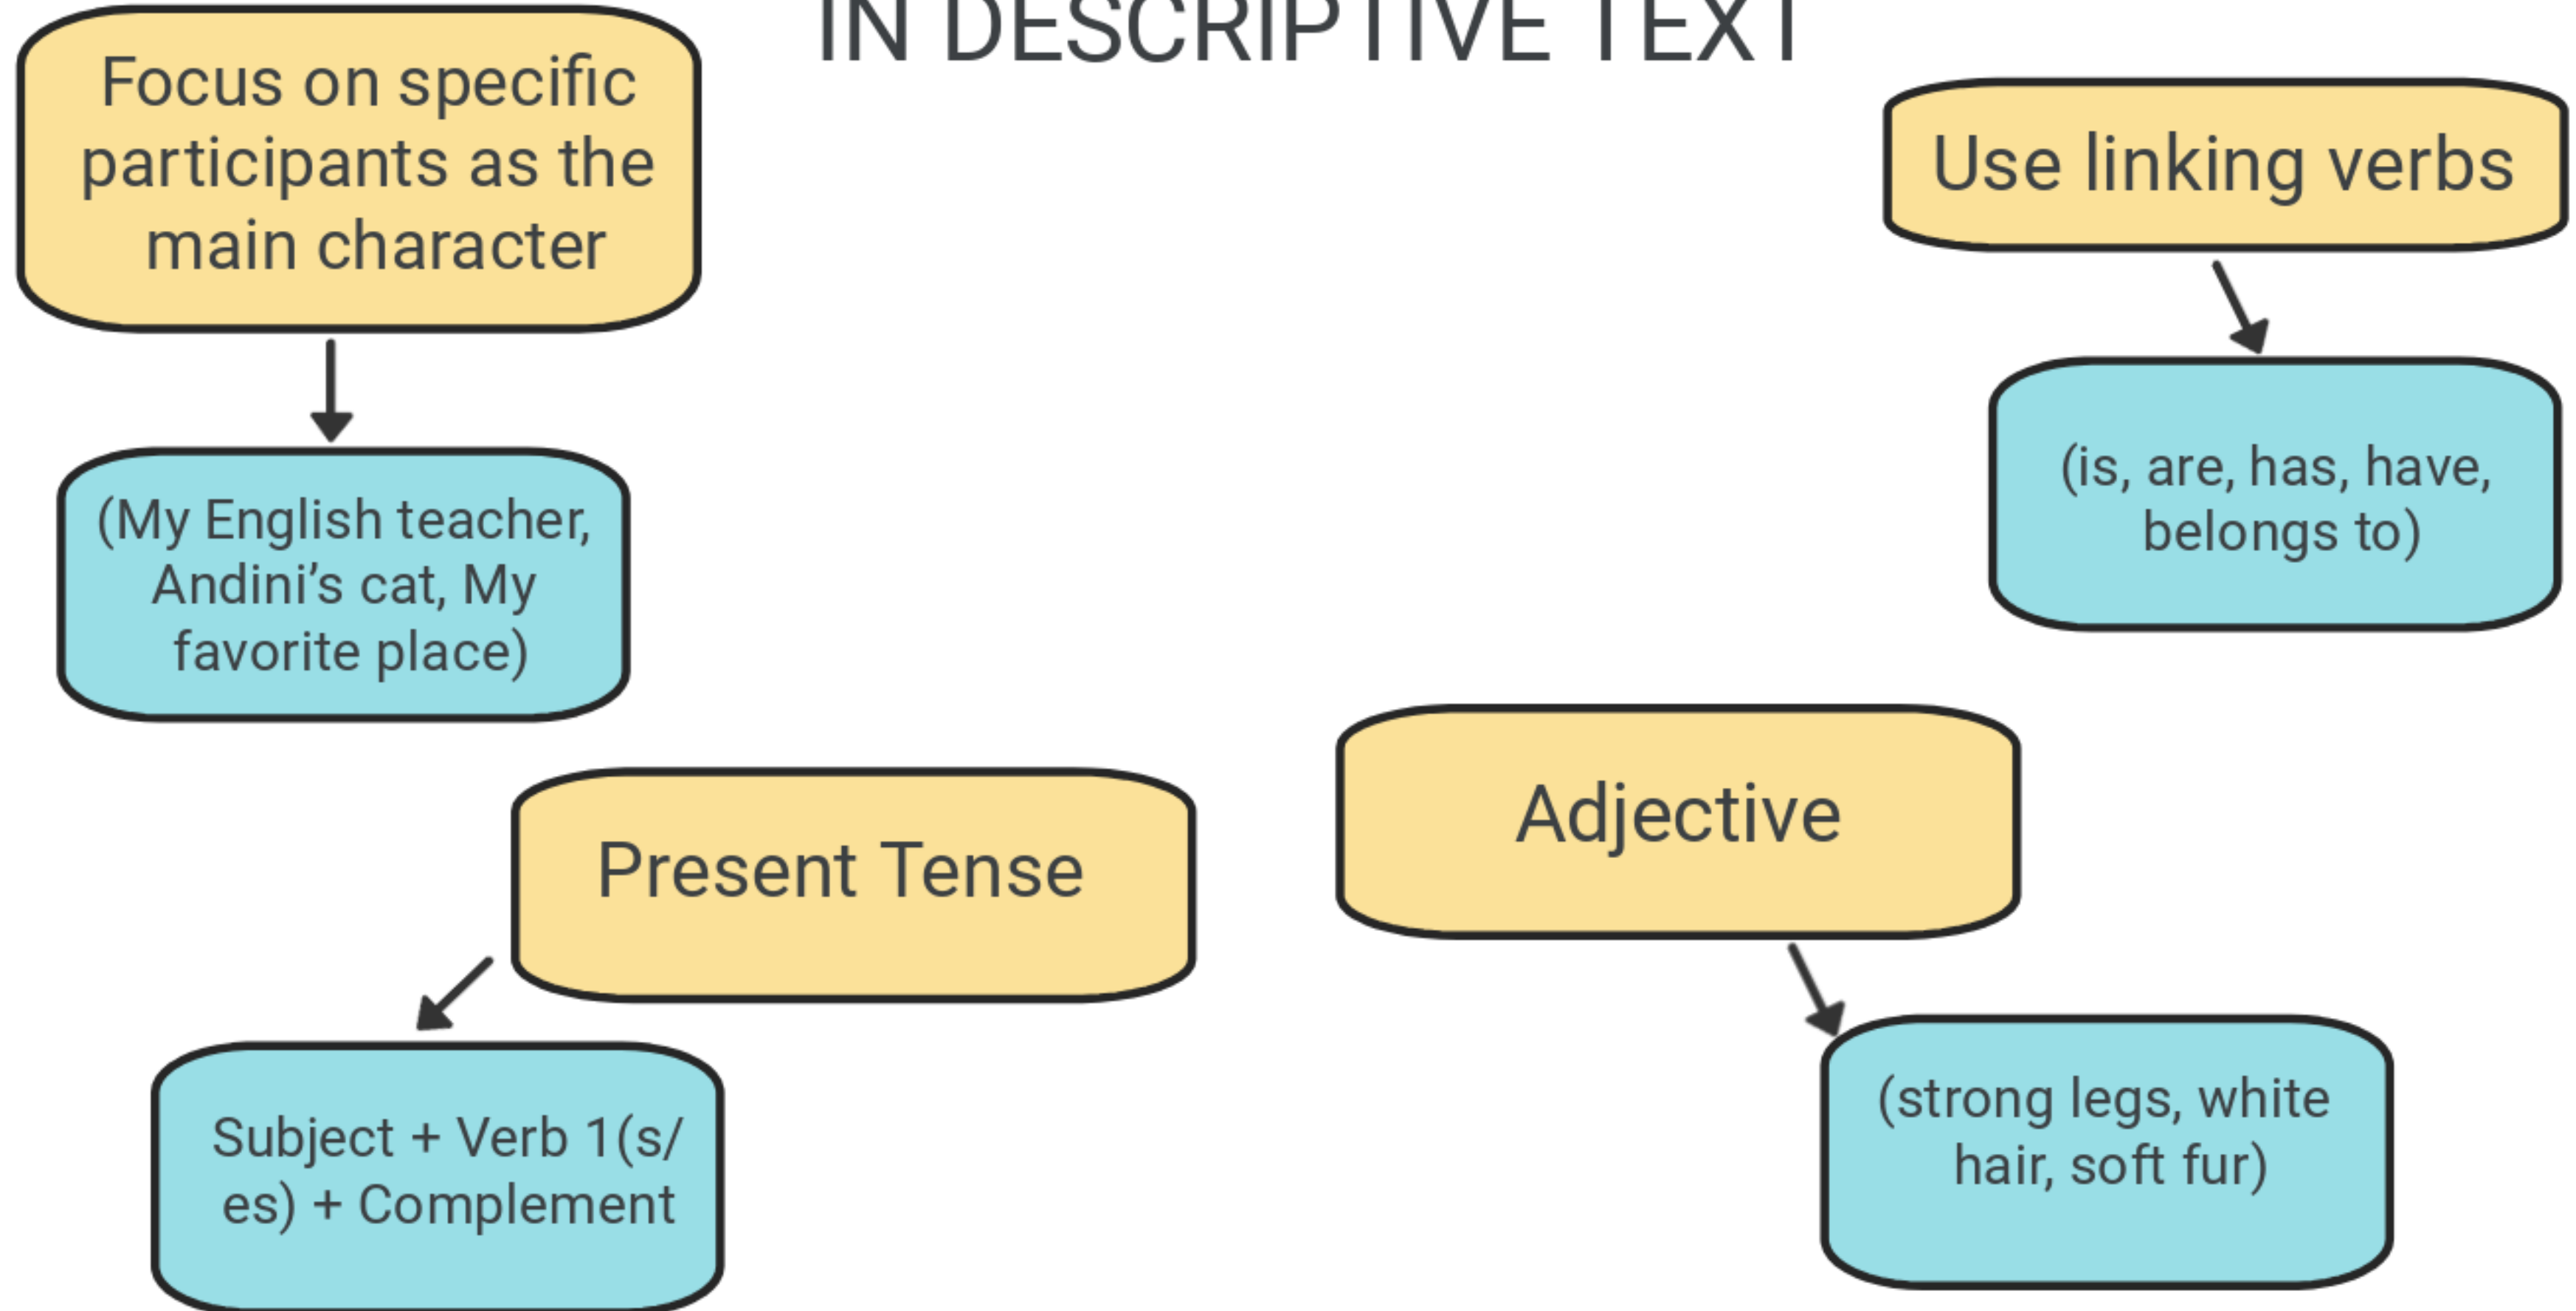 IN DESCRIPTIVE TEXT
Focus on specific
participants as the
main character
Use linking verbs
(My English teacher,
Andini’s cat, My
favorite place)
(is, are, has, have,
belongs to)
Present Tense
Adjective
Subject + Verb 1(s/
es) + Complement
(strong legs, white
hair, soft fur)